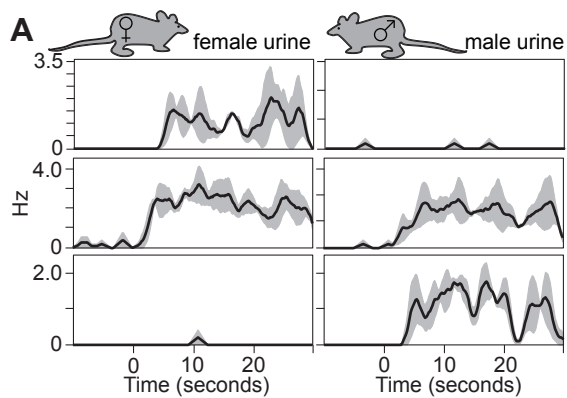 A
♀ female urine ♂ male urine
3.5
0
4.0
Hz
0
2.0
0
0 10 20 0 10 20
Time (seconds) Time (seconds)